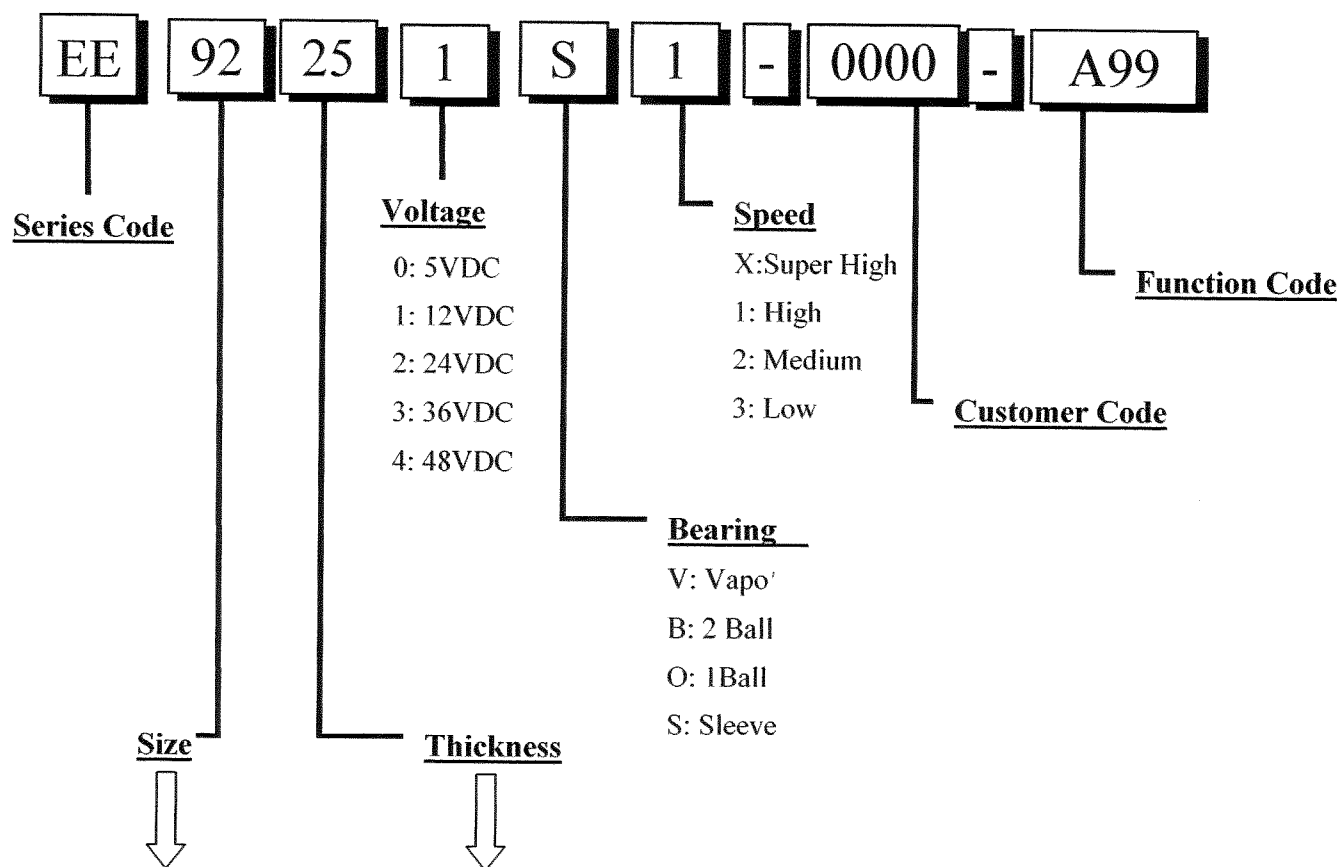 EE 92 25 1 S 1 - 0000 - A99
Series Code
Voltage
0: 5VDC
1: 12VDC
2: 24VDC
3: 36VDC
4: 48VDC
Speed
X:Super High
1: High
2: Medium
3: Low
Function Code
Customer Code
Bearing
V: Vapo'
B: 2 Ball
O: 1Ball
S: Sleeve
Size
Thickness